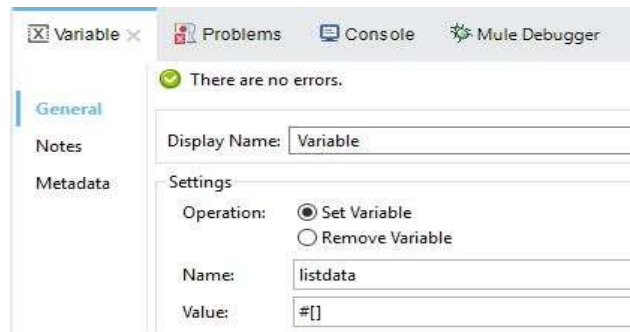 Variable Problems Console Mule Debugger
There are no errors.
General
Notes
Metadata
Display Name: Variable
Settings
Operation: Set Variable
Remove Variable
Name: listdata
Value: #[]